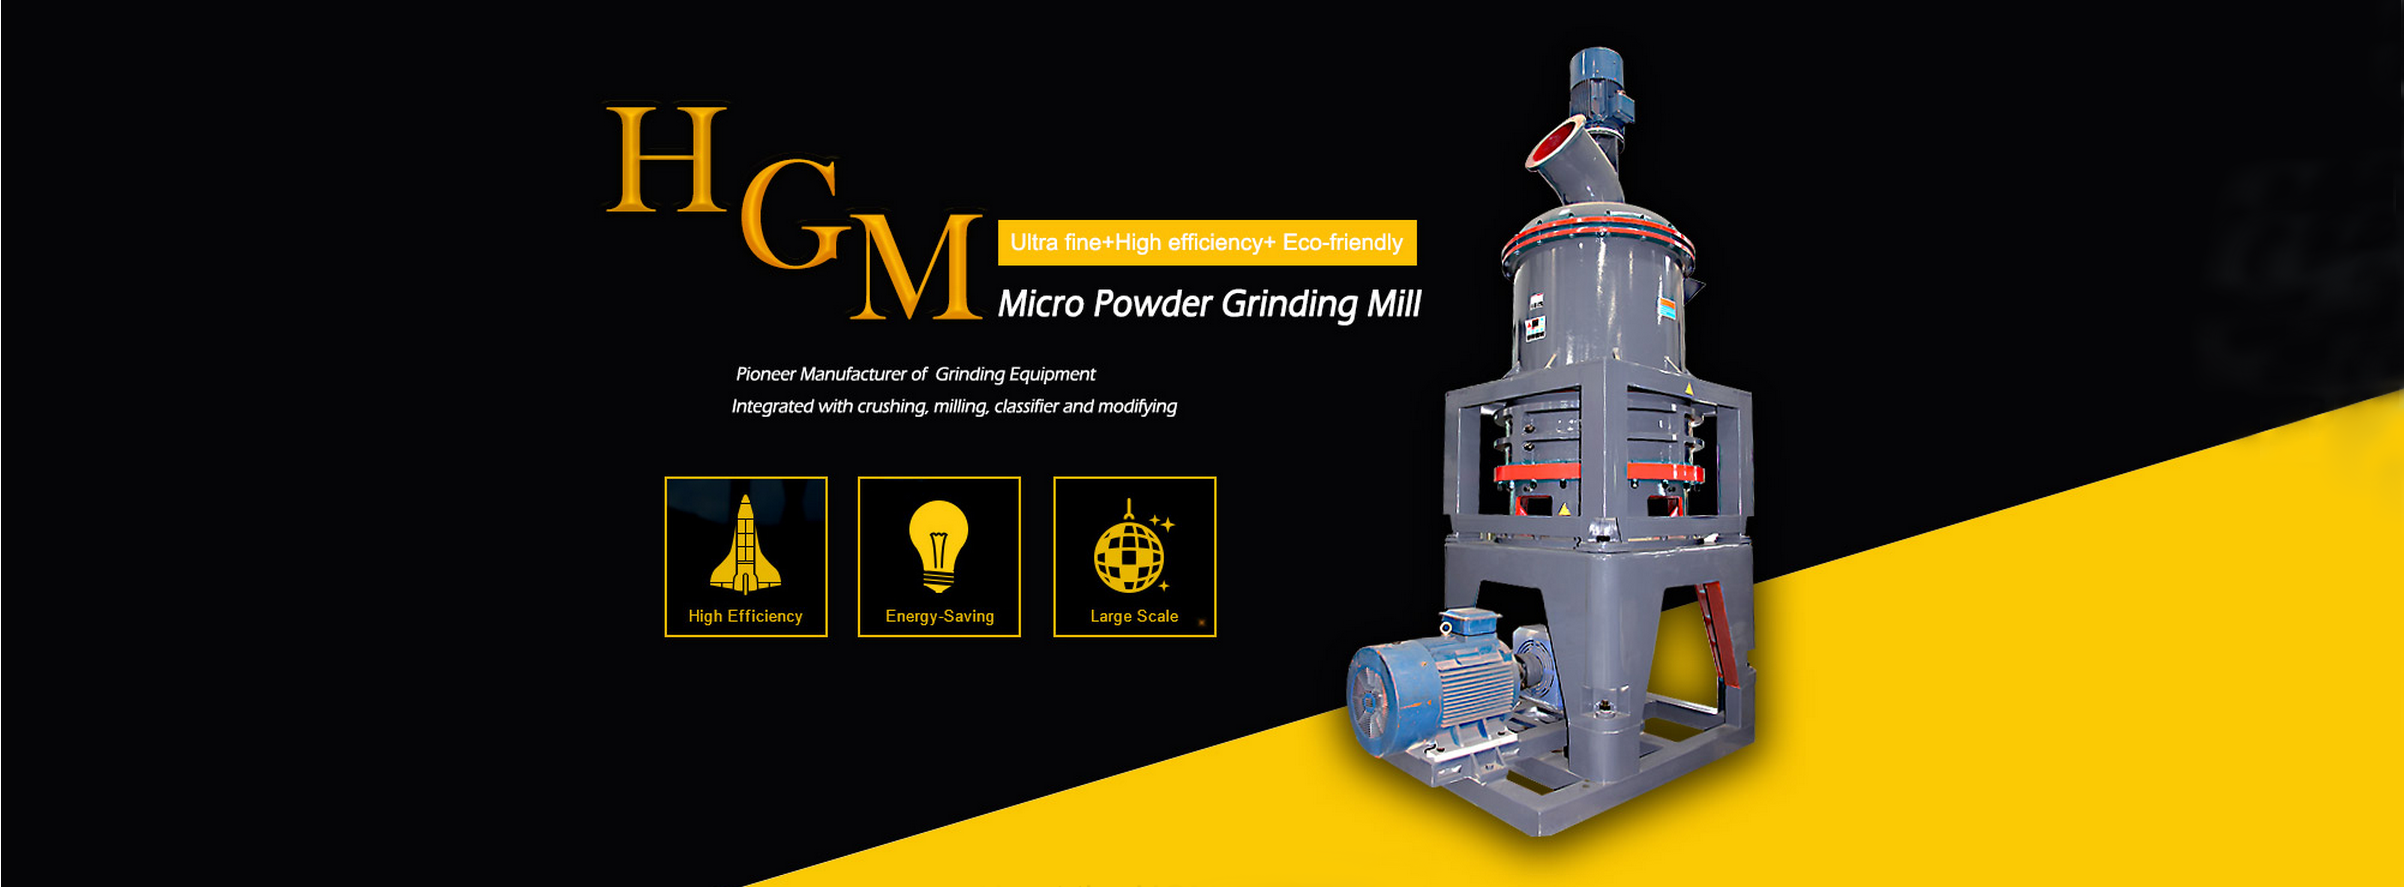 HGM
Ultra fine+High efficiency+ Eco-friendly
Micro Powder Grinding Mill
Pioneer Manufacturer of Grinding Equipment
Integrated with crushing, milling, classifier and modifying
High Efficiency
Energy-Saving
Large Scale